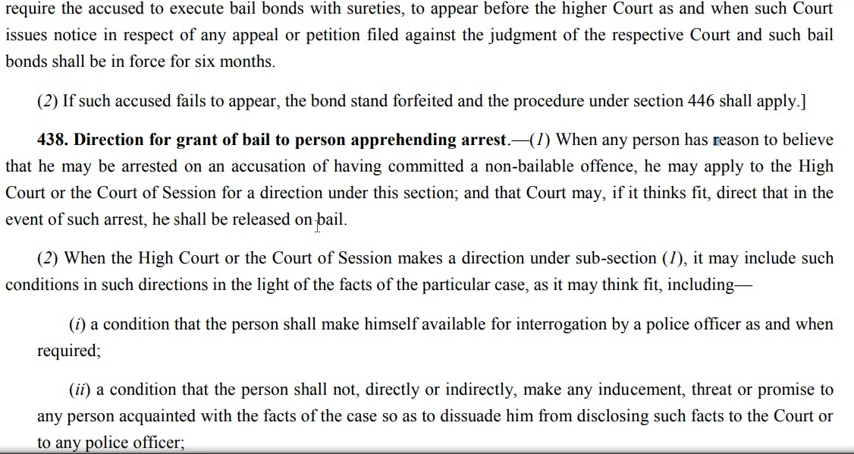 require the accused to execute bail bonds with sureties, to appear before the higher Court as and when such Court
issues notice in respect of any appeal or petition filed against the judgment of the respective Court and such bail
bonds shall be in force for six months.
(2) If such accused fails to appear, the bond stand forfeited and the procedure under section 446 shall apply.]
438. Direction for grant of bail to person apprehending arrest.—(1) When any person has reason to believe
that he may be arrested on an accusation of having committed a non-bailable offence, he may apply to the High
Court or the Court of Session for a direction under this section; and that Court may, if it thinks fit, direct that in the
event of such arrest, he shall be released on bail.
(2) When the High Court or the Court of Session makes a direction under sub-section (1), it may include such
conditions in such directions in the light of the facts of the particular case, as it may think fit, including—
(i) a condition that the person shall make himself available for interrogation by a police officer as and when
required;
(ii) a condition that the person shall not, directly or indirectly, make any inducement, threat or promise to
any person acquainted with the facts of the case so as to dissuade him from disclosing such facts to the Court or
to any police officer;